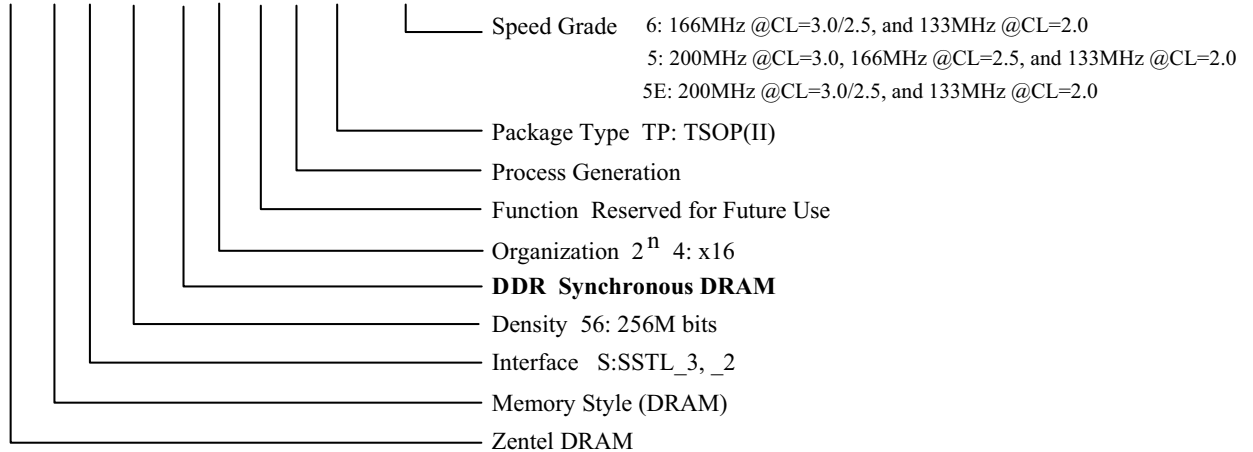 Speed Grade 6: 166MHz @CL=3.0/2.5, and 133MHz @CL=2.0
5: 200MHz @CL=3.0, 166MHz @CL=2.5, and 133MHz @CL=2.0
5E: 200MHz @CL=3.0/2.5, and 133MHz @CL=2.0
Package Type TP: TSOP(II)
Process Generation
Function Reserved for Future Use
Organization 2ⁿ 4: x16
DDR Synchronous DRAM
Density 56: 256M bits
Interface S:SSTL_3, _2
Memory Style (DRAM)
Zentel DRAM